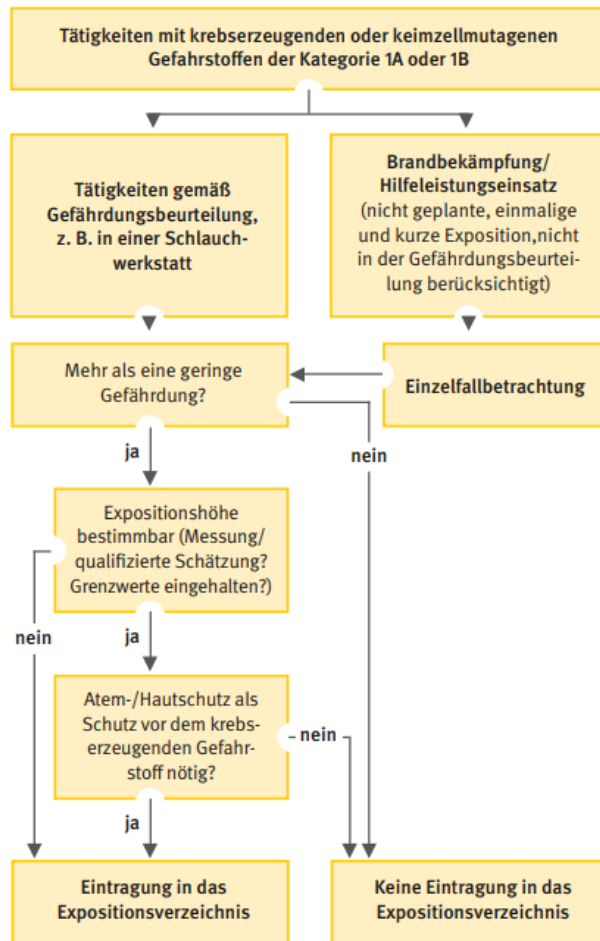 Tätigkeiten mit krebserzeugenden oder keimzellmutagenen
Gefahrstoffen der Kategorie 1A oder 1B
Tätigkeiten gemäß
Gefährdungsbeurteilung,
z. B. in einer Schlauch-
werkstatt
Brandbekämpfung/
Hilfeleistungseinsatz
(nicht geplante, einmalige
und kurze Exposition,nicht
in der Gefährdungsbeurtei-
lung berücksichtigt)
Mehr als eine geringe
Gefährdung?
Einzelfallbetrachtung
ja
nein
Expositionshöhe
bestimmbar (Messung/
qualifizierte Schätzung?
Grenzwerte eingehalten?)
nein
ja
Atem-/Hautschutz als
Schutz vor dem krebs-
erzeugenden Gefahr-
stoff nötig?
nein
ja
Eintragung in das
Expositionsverzeichnis
Keine Eintragung in das
Expositionsverzeichnis